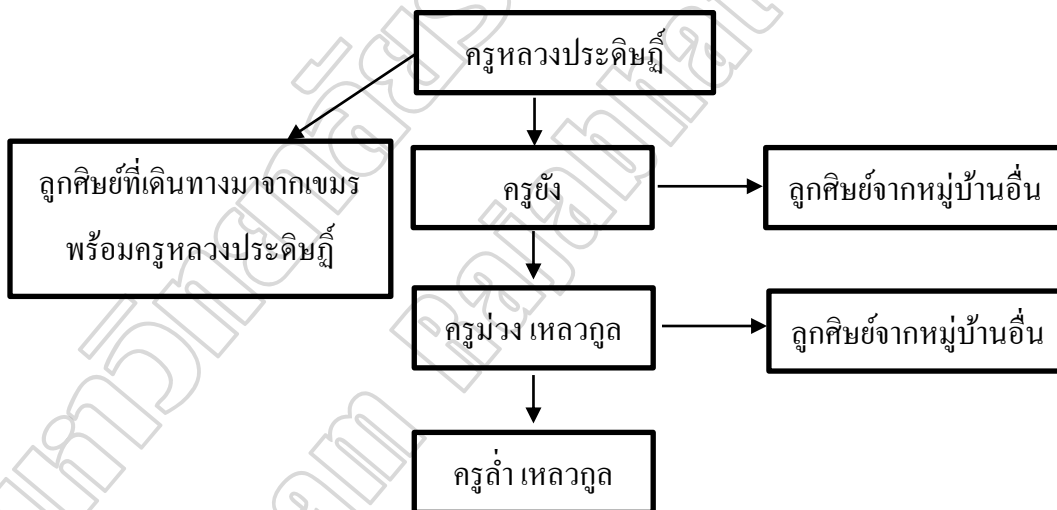 ครูหลวงประดิษฏิ์
ลูกศิษย์ที่เดินทางมาจากเขมร
พร้อมครูหลวงประดิษฏิ์
ครูยัง
ลูกศิษย์จากหมู่บ้านอื่น
ครูม่วง เหลวกูล
ลูกศิษย์จากหมู่บ้านอื่น
ครูล่ำ เหลวกูล